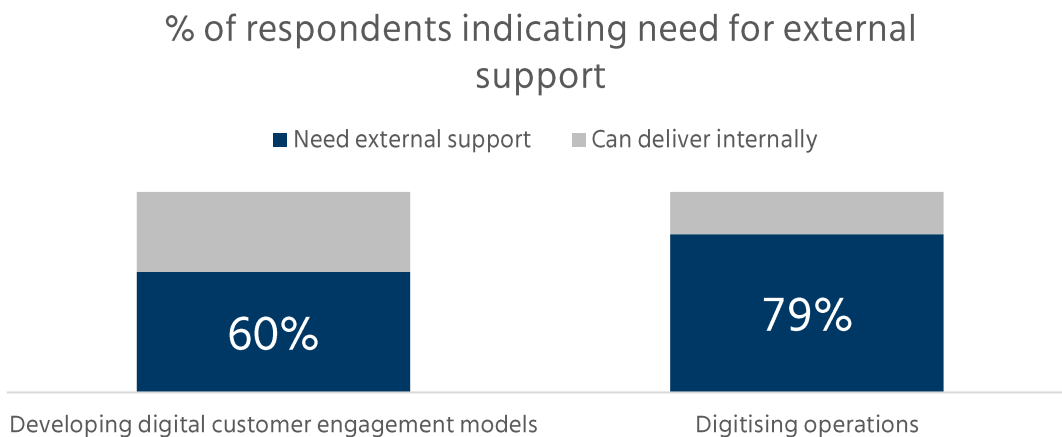 % of respondents indicating need for external
support
Need external support
Can deliver internally
60%
79%
Developing digital customer engagement models
Digitising operations